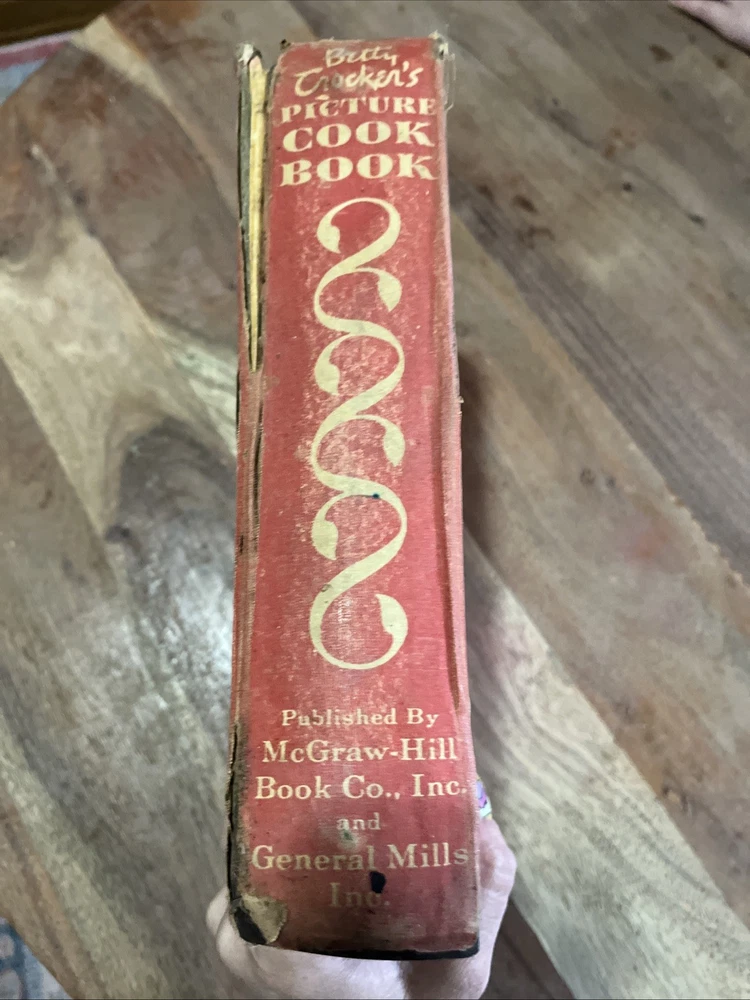 Betty
Crocker's
PICTURE
COOK
BOOK
Published By
McGraw-Hill
Book Co., Inc.
and
General Mills
Inc.